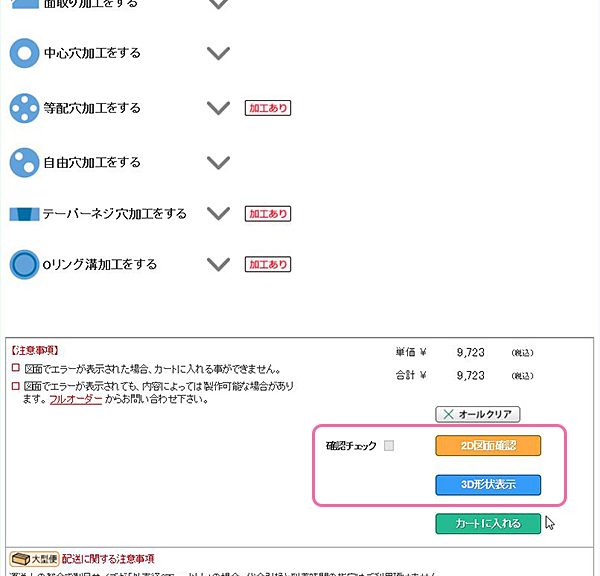 面取り加工をする
中心穴加工をする
等配穴加工をする 加工あり
自由穴加工をする
テーパーネジ穴加工をする 加工あり
Oリング溝加工をする 加工あり
【注意事項】
図面でエラーが表示された場合、カートに入れる事ができません。
図面でエラーが表示されても、内容によっては製作可能な場合があり
ます。フルオーダー からお問い合わせ下さい。
単価 ¥ 9,723 (税込)
合計 ¥ 9,723 (税込)
オールクリア
確認チェック 2D図面確認
3D形状表示
カートに入れる
大型便 配送に関する注意事項